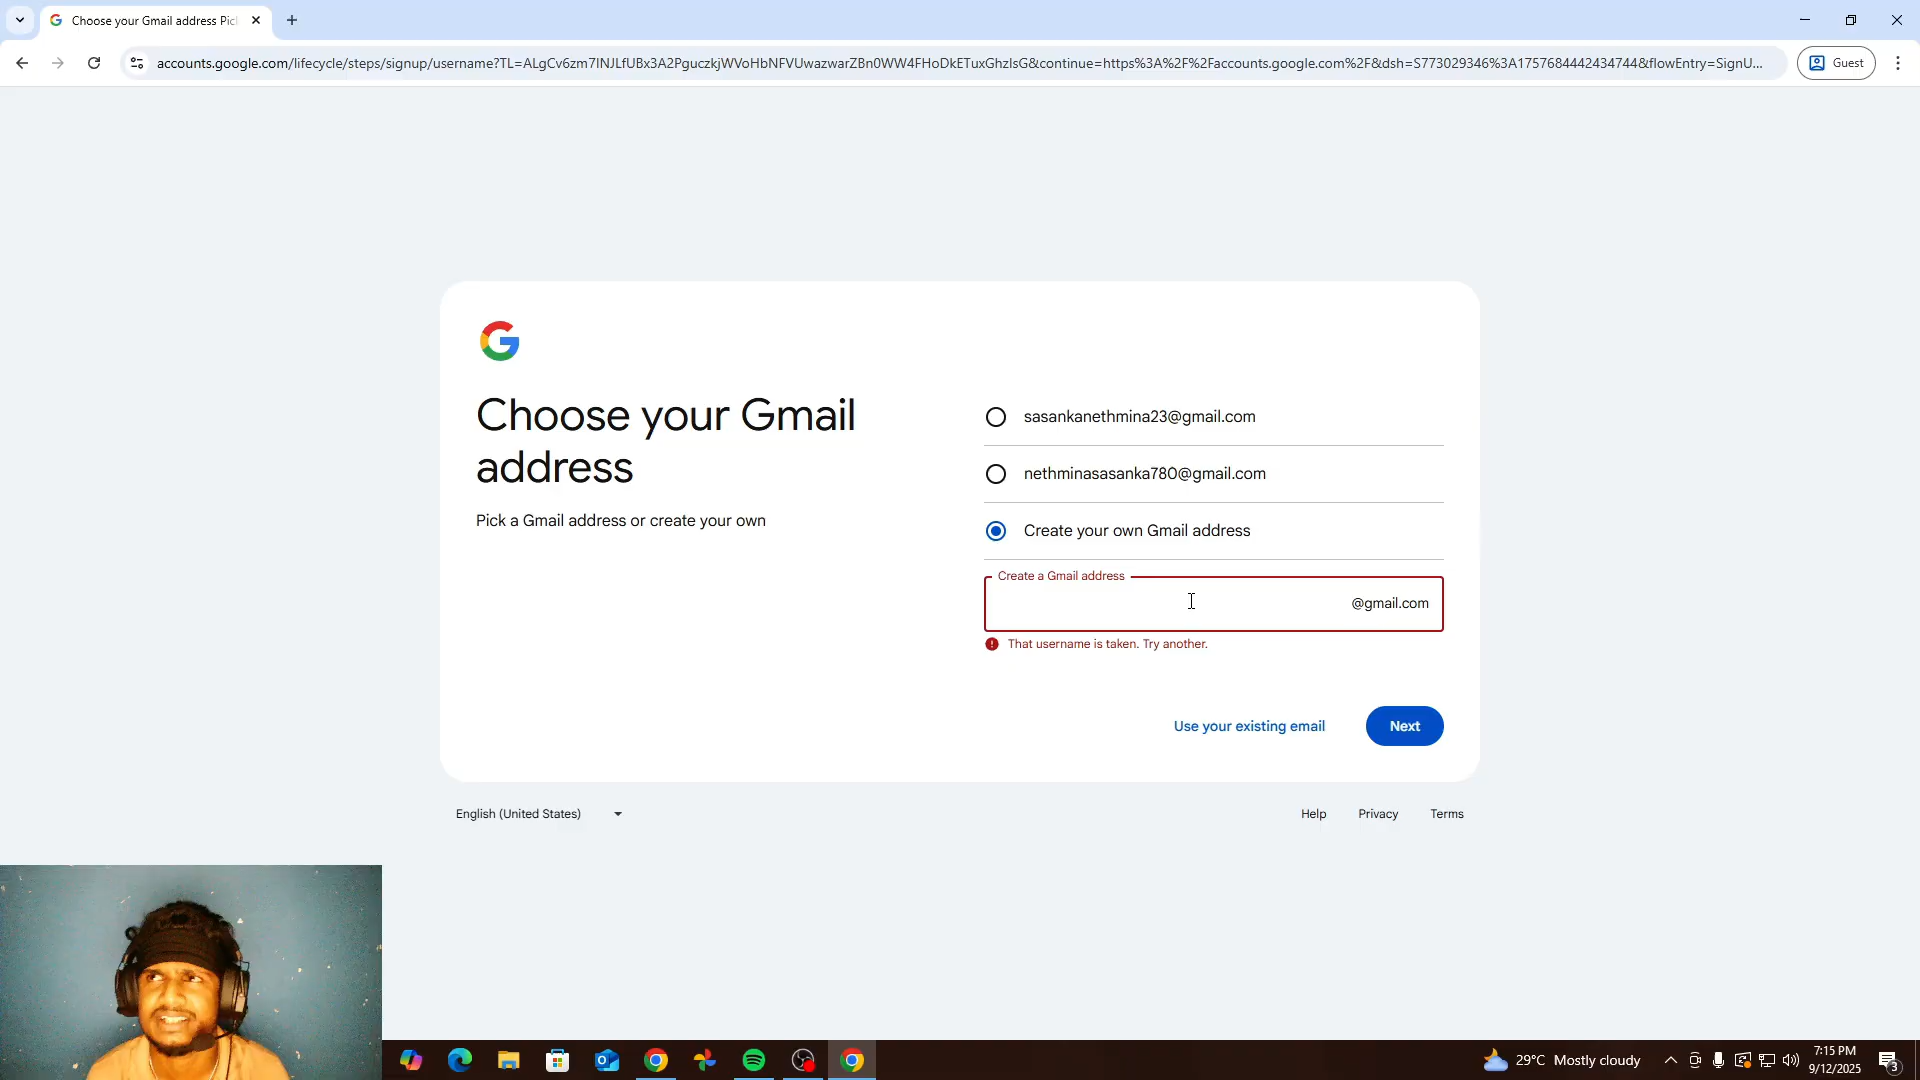 Choose your Gmail address Pic
accounts.google.com/lifecycle/steps/signup/username?TL=ALgCv6zm7INJLfUBx3A2PguczkjWVoHbNFVUwazwarZBn0WW4FHoDkETuxGhzlsG&continue=https%3A%2F%2Faccounts.google.com%2F&dsh=S773029346%3A1757684442434744&flowEntry=SignU...
Guest
Choose your Gmail
address
Pick a Gmail address or create your own
sasankanethmina23@gmail.com
nethminasasanka780@gmail.com
Create your own Gmail address
Create a Gmail address
@gmail.com
That username is taken. Try another.
Use your existing email
Next
English (United States)
Help
Privacy
Terms
29°C Mostly cloudy
7:15 PM
9/12/2025
3